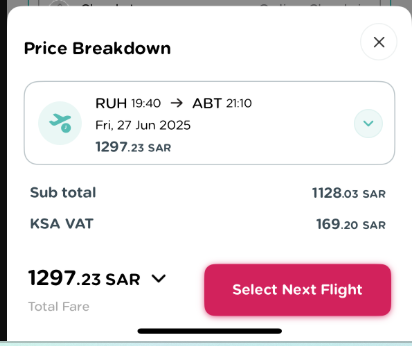 Price Breakdown
RUH 19:40 → ABT 21:10
Fri, 27 Jun 2025
1297.23 SAR
Sub total 1128.03 SAR
KSA VAT 169.20 SAR
1297.23 SAR
Select Next Flight
Total Fare